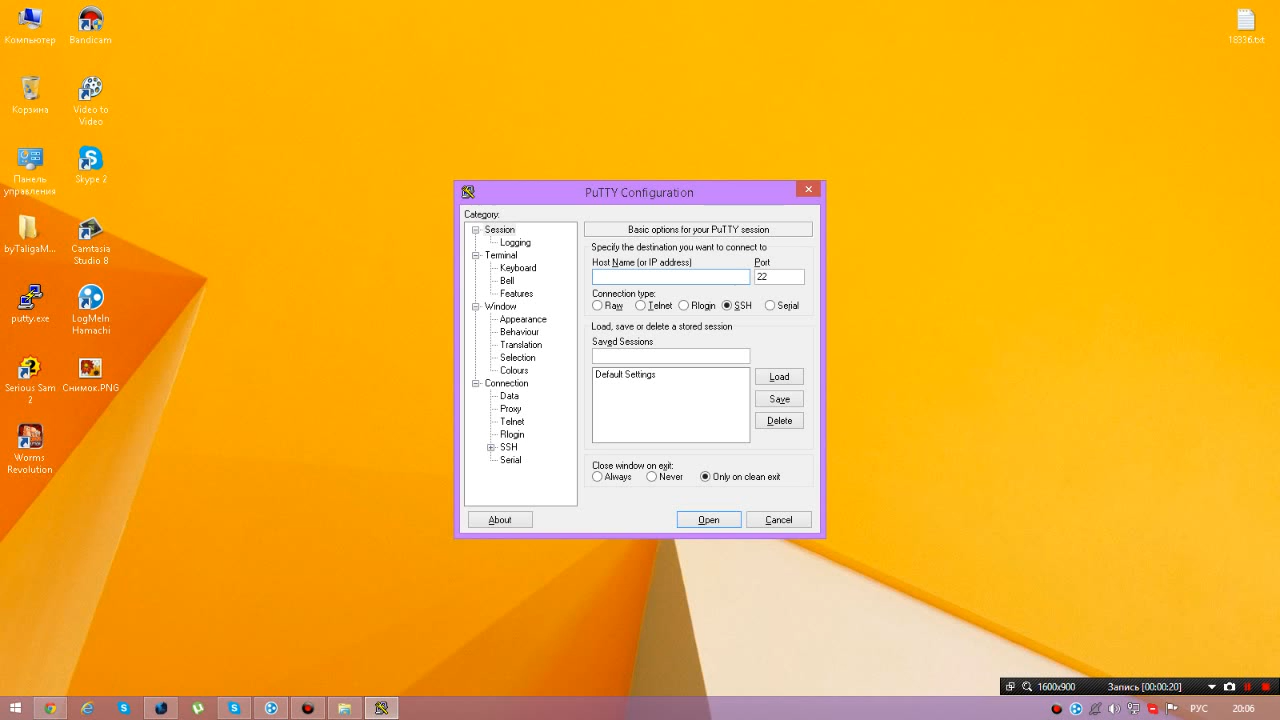 Компьютер
Bandicam
18336.txt
Корзина
Video to
Video
Панель
управления
Skype 2
byTaligaM...
Camtasia
Studio 8
putty.exe
LogMeIn
Hamachi
Serious Sam
2
Снимок.PNG
Worms
Revolution
PuTTY Configuration
Category:
Session
Logging
Terminal
Keyboard
Bell
Features
Window
Appearance
Behaviour
Translation
Selection
Colours
Connection
Data
Proxy
Telnet
Rlogin
SSH
Serial
Basic options for your PuTTY session
Specify the destination you want to connect to
Host Name (or IP address)
Port
22
Connection type:
Raw
Telnet
Rlogin
SSH
Serial
Load, save or delete a stored session
Saved Sessions
Default Settings
Load
Save
Delete
Close window on exit:
Always
Never
Only on clean exit
About
Open
Cancel
1600x900
Запись [00:00:20]
РУС
20:06